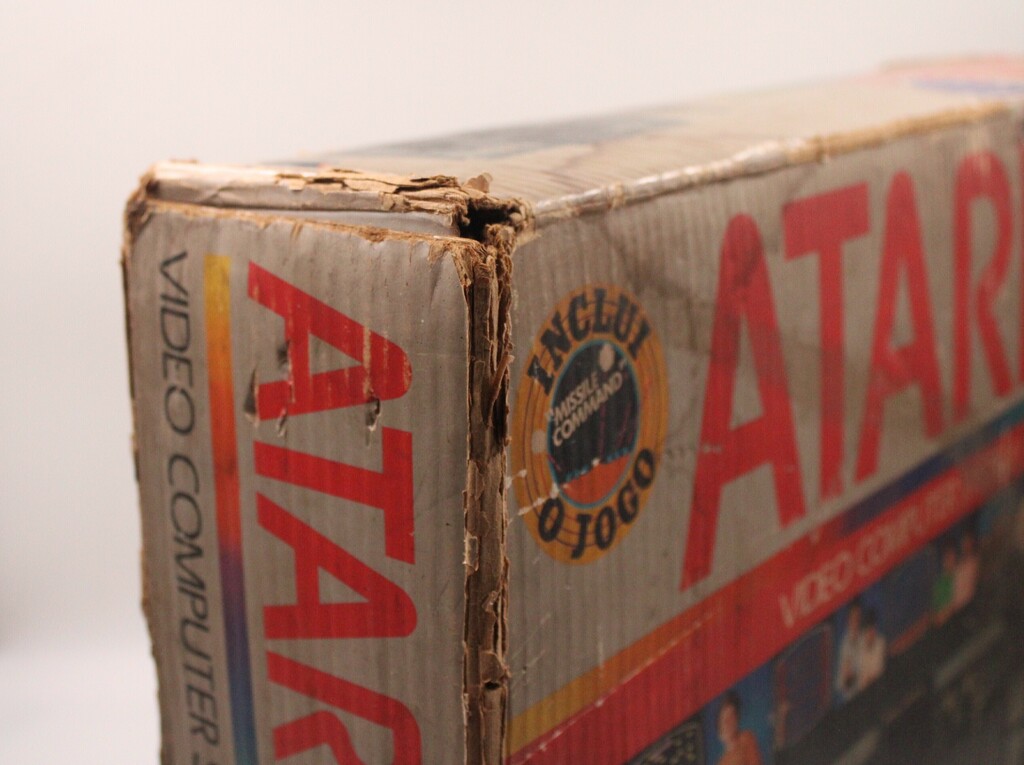 VIDEO COMPUTER S
ATAR
INCLUI
"MISSILE
COMMAND"
O JOGO
ATARI
VIDEO COMPUTER